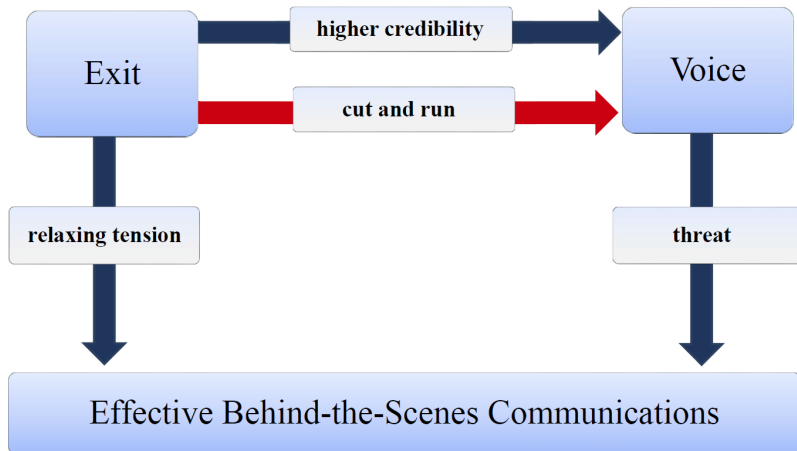 higher credibility
Exit
Voice
cut and run
relaxing tension
threat
Effective Behind-the-Scenes Communications